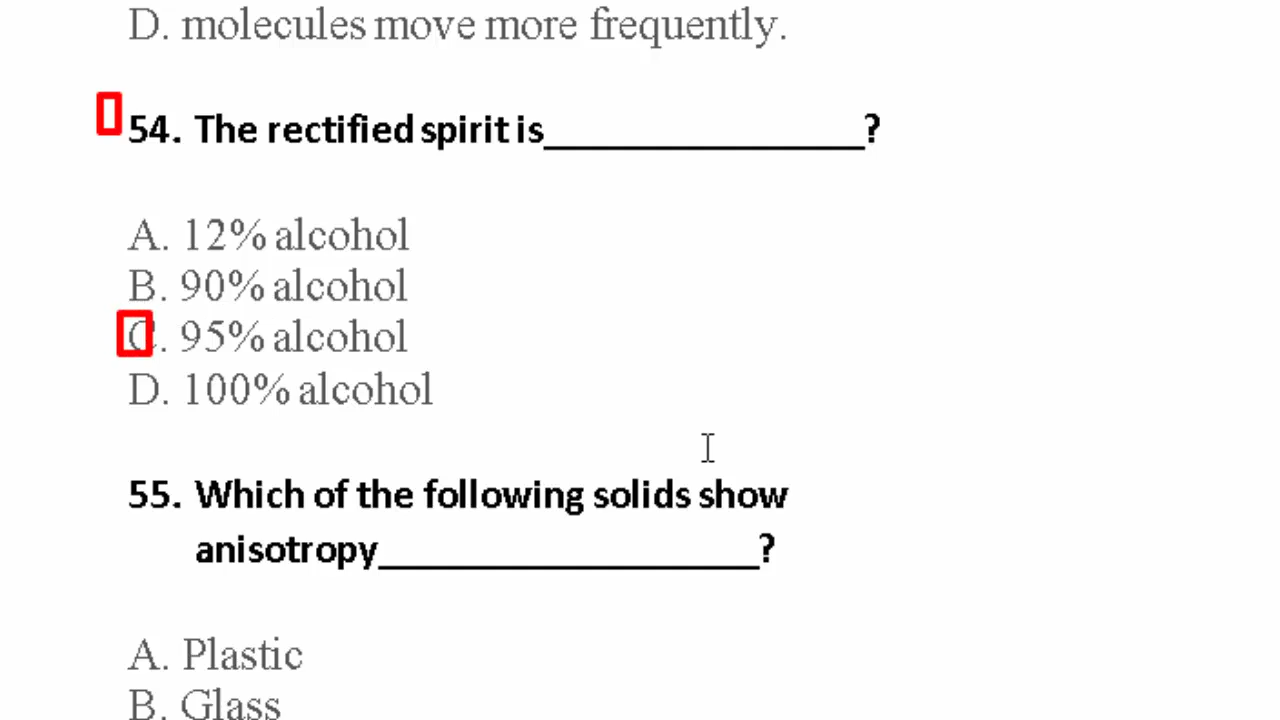 D. molecules move more frequently.
54. The rectified spirit is________________?
A. 12% alcohol
B. 90% alcohol
C. 95% alcohol
D. 100% alcohol
55. Which of the following solids show
anisotropy___________________?
A. Plastic
B. Glass